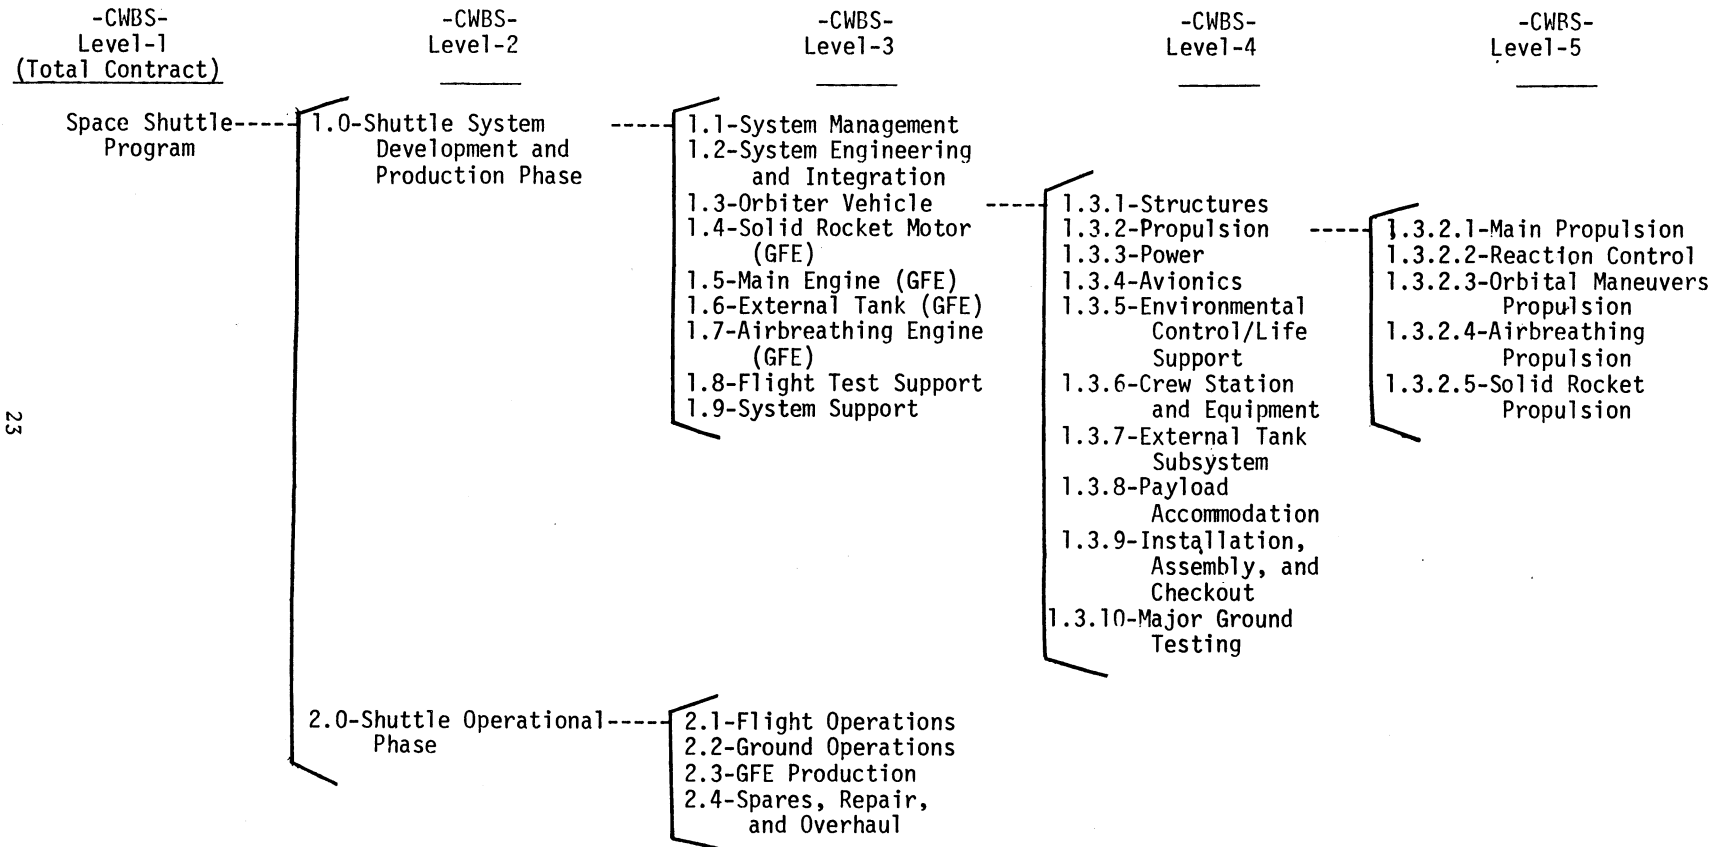 -CWBS-
Level-1
(Total Contract)
Space Shuttle-----
Program
-CWBS-
Level-2
1.0-Shuttle System
Development and
Production Phase
2.0-Shuttle Operational-----
Phase
-CWBS-
Level-3
1.1-System Management
1.2-System Engineering
and Integration
1.3-Orbiter Vehicle
1.4-Solid Rocket Motor
(GFE)
1.5-Main Engine (GFE)
1.6-External Tank (GFE)
1.7-Airbreathing Engine
(GFE)
1.8-Flight Test Support
1.9-System Support
2.1-Flight Operations
2.2-Ground Operations
2.3-GFE Production
2.4-Spares, Repair,
and Overhaul
-CWBS-
Level-4
1.3.1-Structures
1.3.2-Propulsion
1.3.3-Power
1.3.4-Avionics
1.3.5-Environmental
Control/Life
Support
1.3.6-Crew Station
and Equipment
1.3.7-External Tank
Subsystem
1.3.8-Payload
Accommodation
1.3.9-Installation,
Assembly, and
Checkout
1.3.10-Major Ground
Testing
-CWBS-
Level-5
1.3.2.1-Main Propulsion
1.3.2.2-Reaction Control
1.3.2.3-Orbital Maneuvers
Propulsion
1.3.2.4-Airbreathing
Propulsion
1.3.2.5-Solid Rocket
Propulsion
23